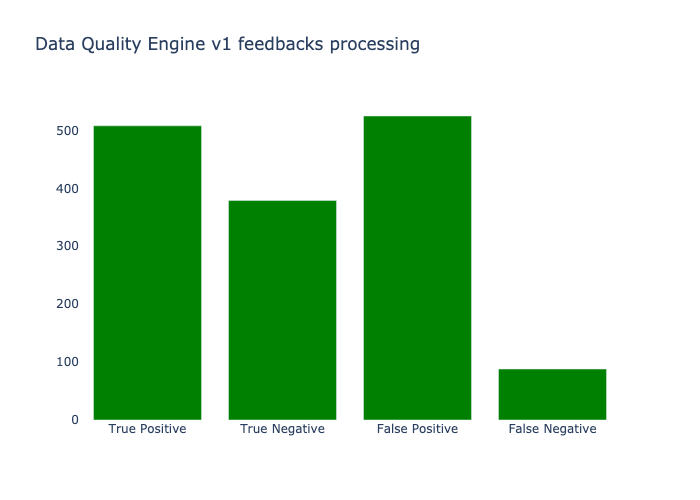 Data Quality Engine v1 feedbacks processing
500
400
300
200
100
0
True Positive
True Negative
False Positive
False Negative